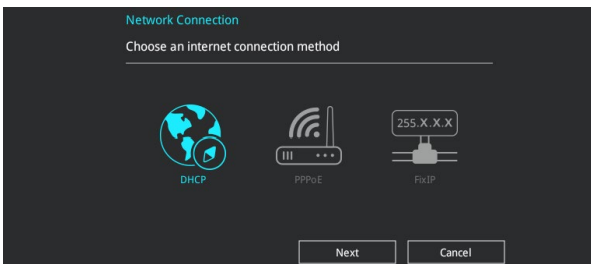 Network Connection
Choose an internet connection method
255.X.X.X
DHCP PPPoE FixIP
Next Cancel